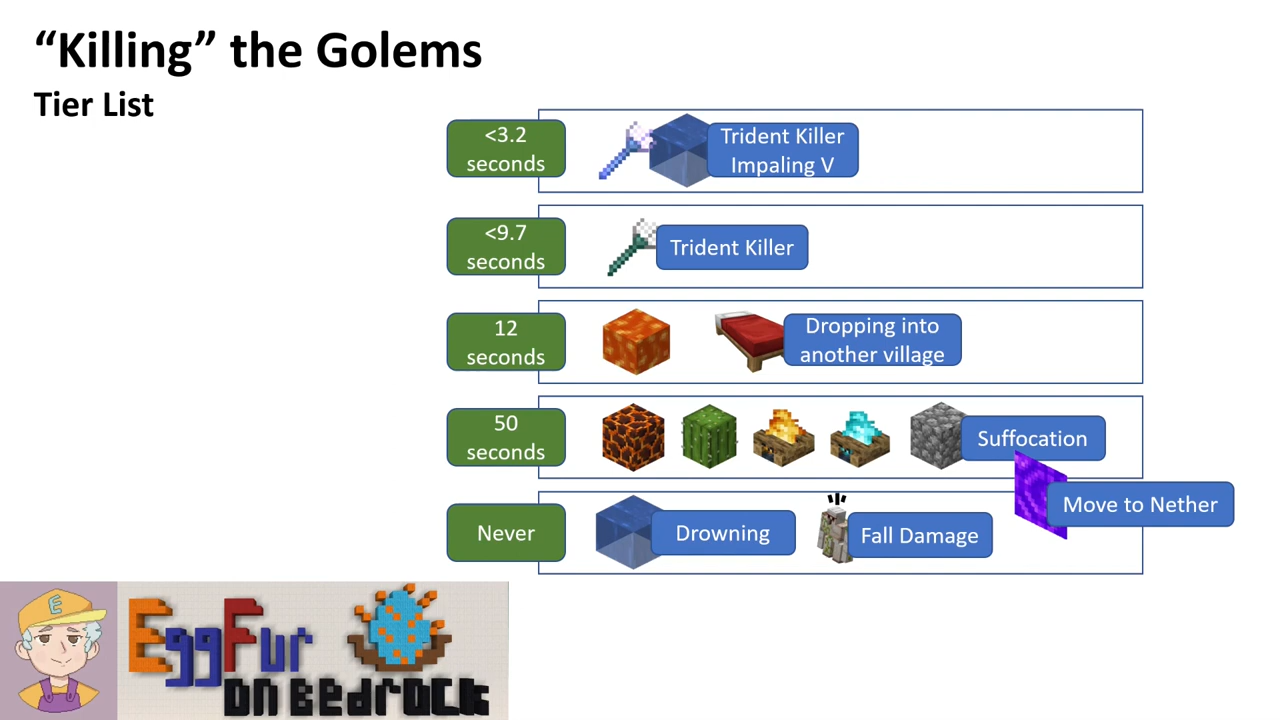 “Killing” the Golems
Tier List
<3.2
seconds
Trident Killer
Impaling V
<9.7
seconds
Trident Killer
12
seconds
Dropping into
another village
50
seconds
Suffocation
Move to Nether
Never
Drowning
Fall Damage
E
EggFur
on Bedrock